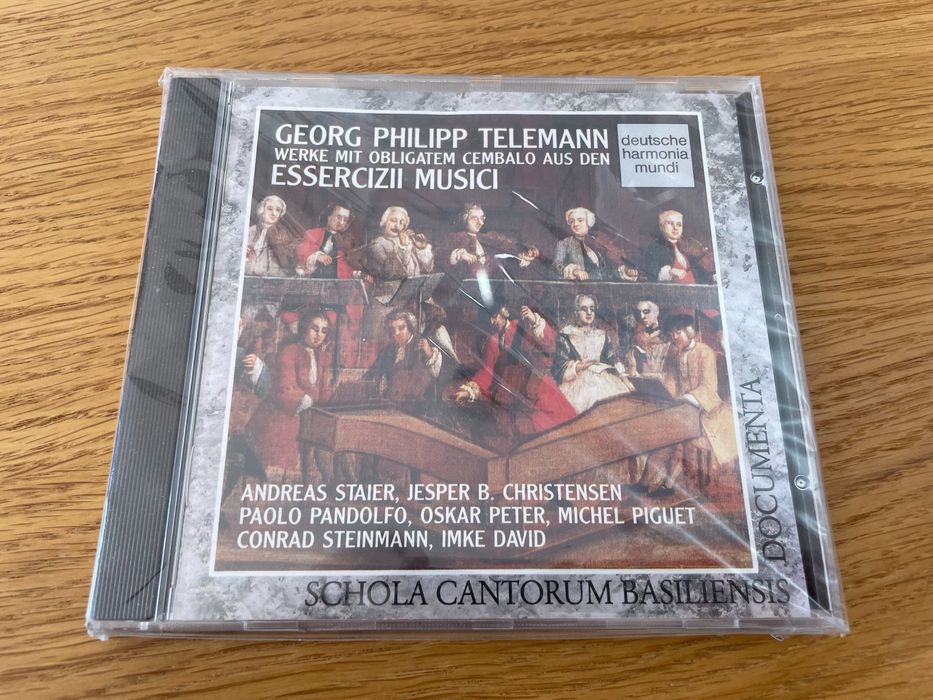 GEORG PHILIPP TELEMANN
WERKE MIT OBLIGATEM CEMBALO AUS DEN
ESSERCIZII MUSICI
deutsche
harmonia
mundi
ANDREAS STAIER, JESPER B. CHRISTENSEN
PAOLO PANDOLFO, OSKAR PETER, MICHEL PIGUET
CONRAD STEINMANN, IMKE DAVID
SCHOLA CANTORUM BASILIENSIS
DOCUMENTA